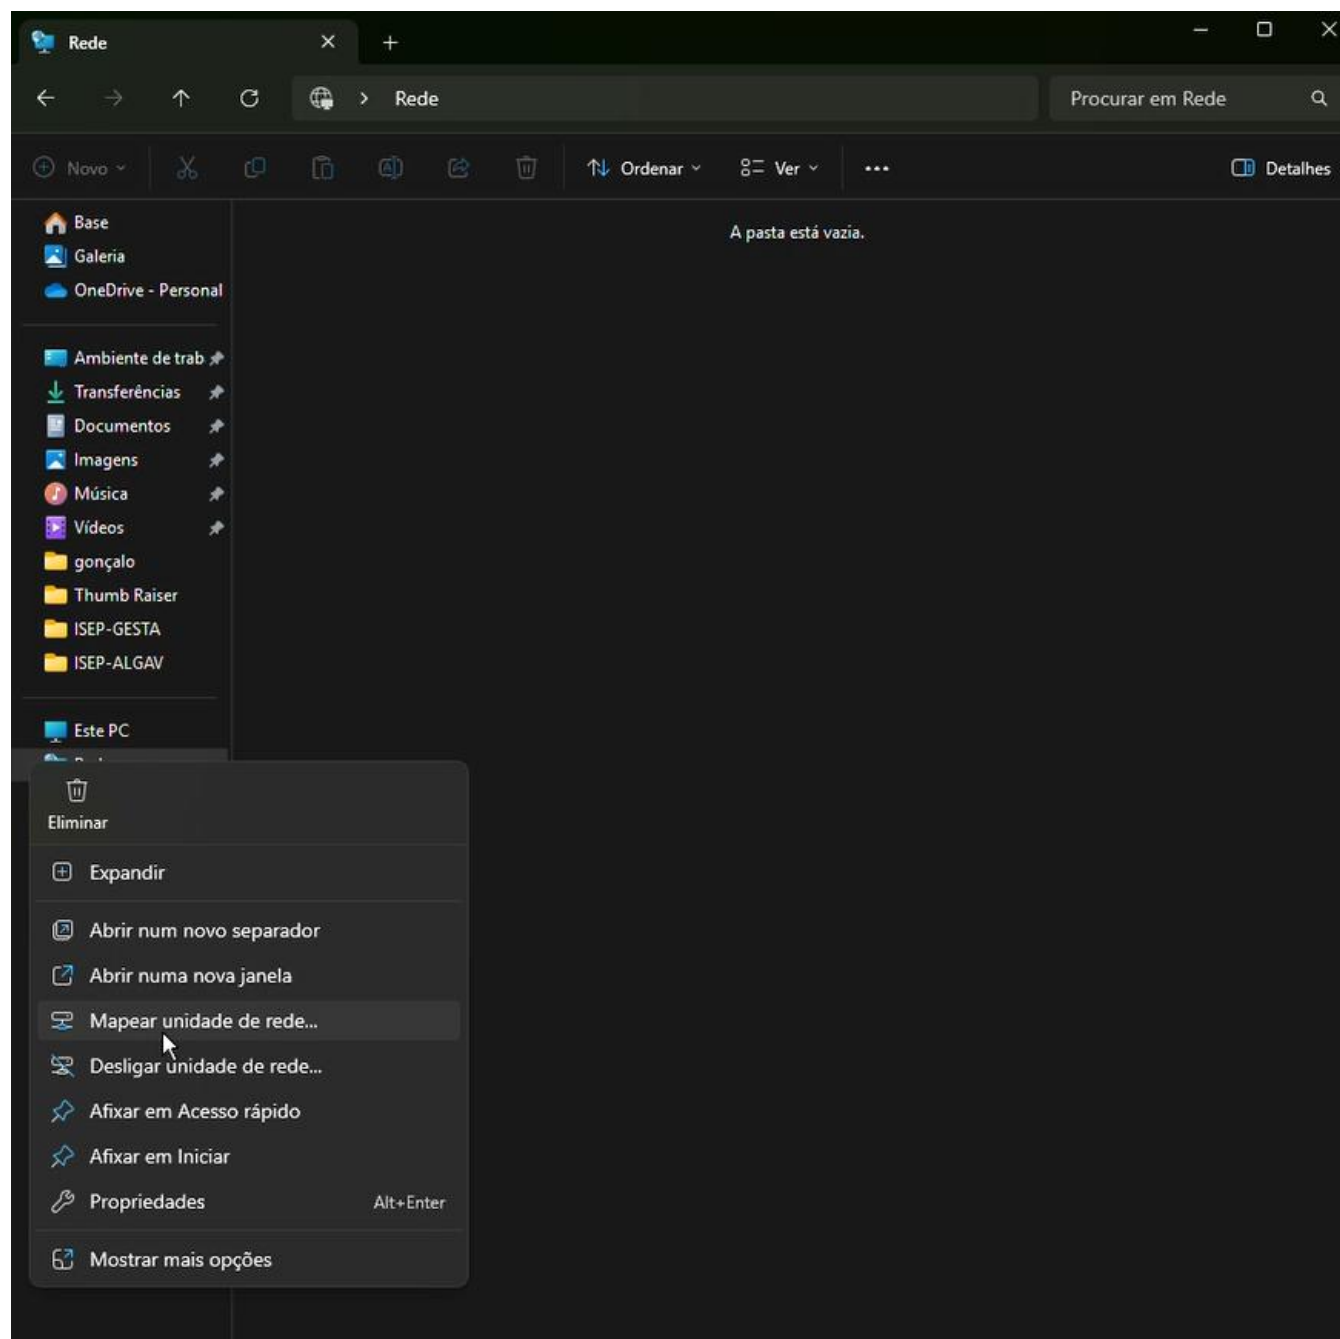 Rede
Rede
Procurar em Rede
Novo
Ordenar
Ver
Detalhes
Base
Galeria
OneDrive - Personal
A pasta está vazia.
Ambiente de trab
Transferências
Documentos
Imagens
Música
Vídeos
gonçalo
Thumb Raiser
ISEP-GESTA
ISEP-ALGAV
Este PC
Eliminar
Expandir
Abrir num novo separador
Abrir numa nova janela
Mapear unidade de rede...
Desligar unidade de rede...
Afixar em Acesso rápido
Afixar em Iniciar
Propriedades Alt+Enter
Mostrar mais opções